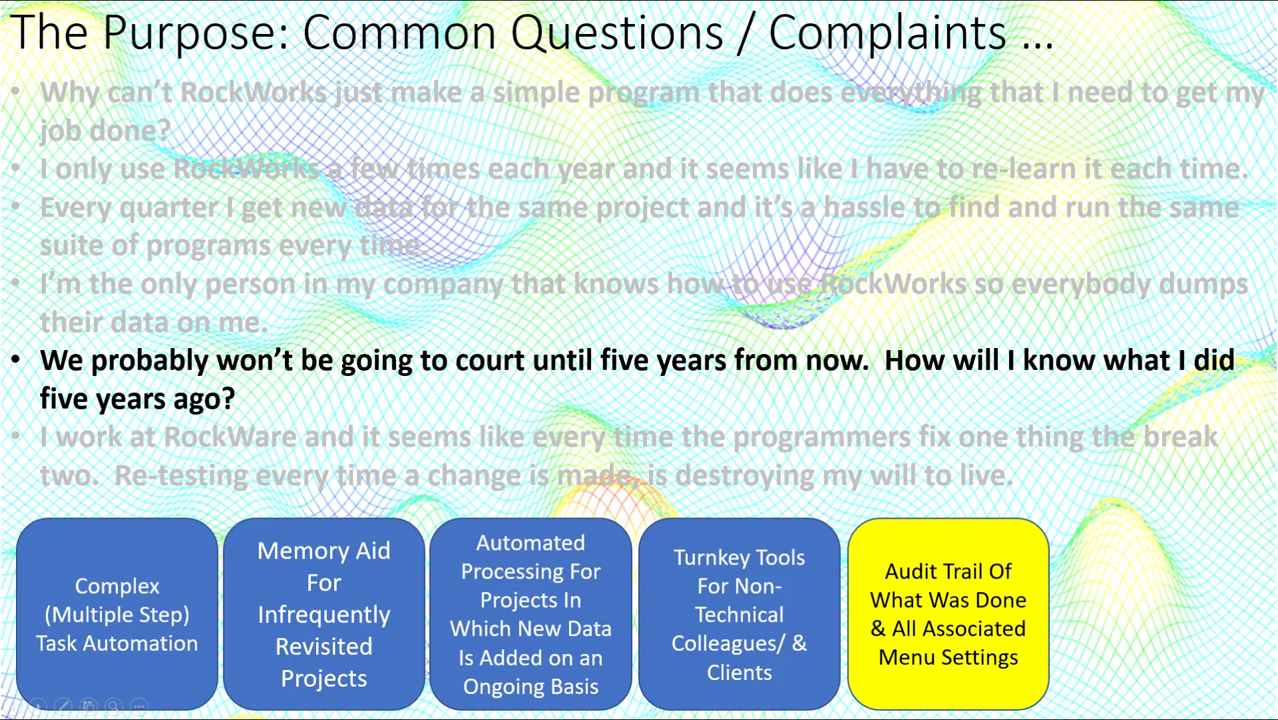 The Purpose: Common Questions / Complaints ...
• Why can't RockWorks just make a simple program that does everything that I need to get my
job done?
• I only use RockWorks a few times each year and it seems like I have to re-learn it each time.
• Every quarter I get new data for the same project and it's a hassle to find and run the same
suite of programs every time.
• I'm the only person in my company that knows how to use RockWorks so everybody dumps
their data on me.
• We probably won't be going to court until five years from now.  How will I know what I did
five years ago?
• I work at RockWare and it seems like every time the programmers fix one thing the break
two.  Re-testing every time a change is made, is destroying my will to live.
Complex
(Multiple Step)
Task Automation
Memory Aid
For
Infrequently
Revisited
Projects
Automated
Processing For
Projects In
Which New Data
Is Added on an
Ongoing Basis
Turnkey Tools
For Non-
Technical
Colleagues/ &
Clients
Audit Trail Of
What Was Done
& All Associated
Menu Settings